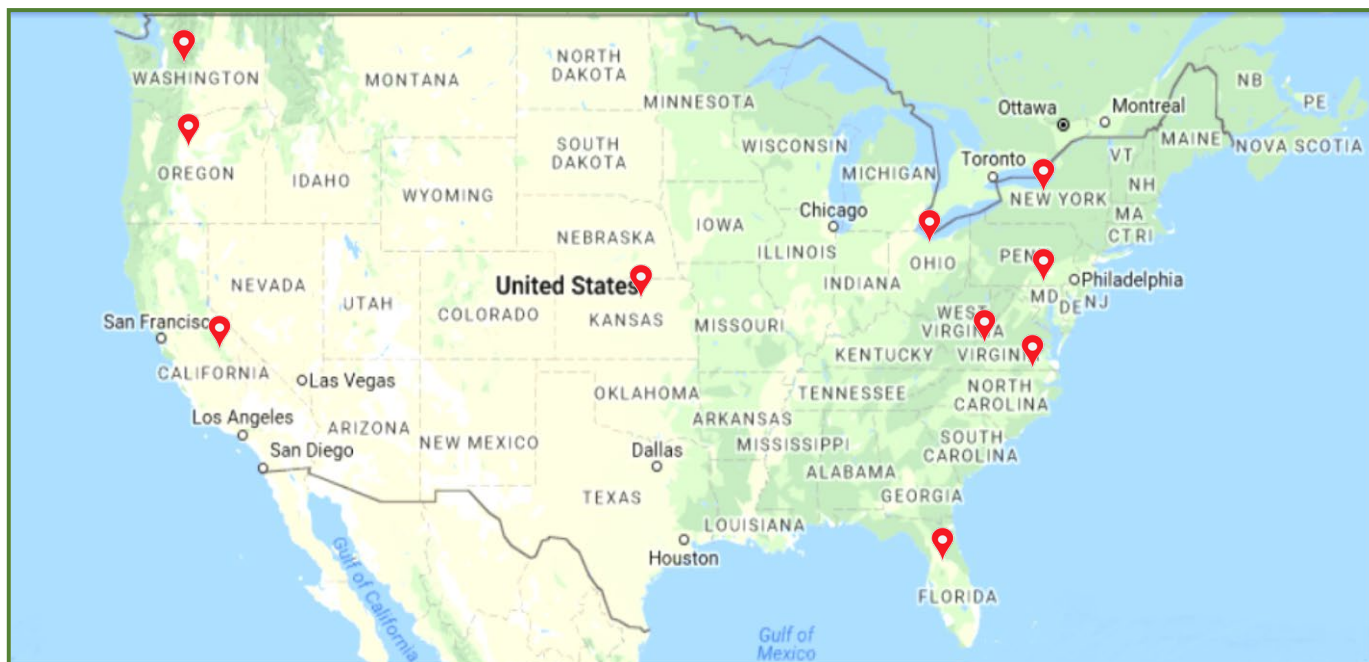 NORTH
DAKOTA
WASHINGTON
MONTANA
MINNESOTA
NB
Ottawa
Montreal
PE
MAINE
NOVA SCOTIA
SOUTH
DAKOTA
WISCONSIN
VT
Toronto
OREGON
IDAHO
MICHIGAN
NH
WYOMING
NEW YORK
Chicago
MA
IOWA
CT RI
NEBRASKA
ILLINOIS
OHIO
PENN
INDIANA
Philadelphia
United States
NEVADA
UTAH
MD
DE
NJ
COLORADO
KANSAS
MISSOURI
WEST
VIRGINIA
San Francisco
KENTUCKY
VIRGINIA
CALIFORNIA
Las Vegas
OKLAHOMA
TENNESSEE
NORTH
CAROLINA
Los Angeles
ARIZONA
NEW MEXICO
ARKANSAS
MISSISSIPPI
SOUTH
CAROLINA
San Diego
Dallas
ALABAMA
TEXAS
GEORGIA
LOUISIANA
Houston
Gulf of California
FLORIDA
Gulf of
Mexico